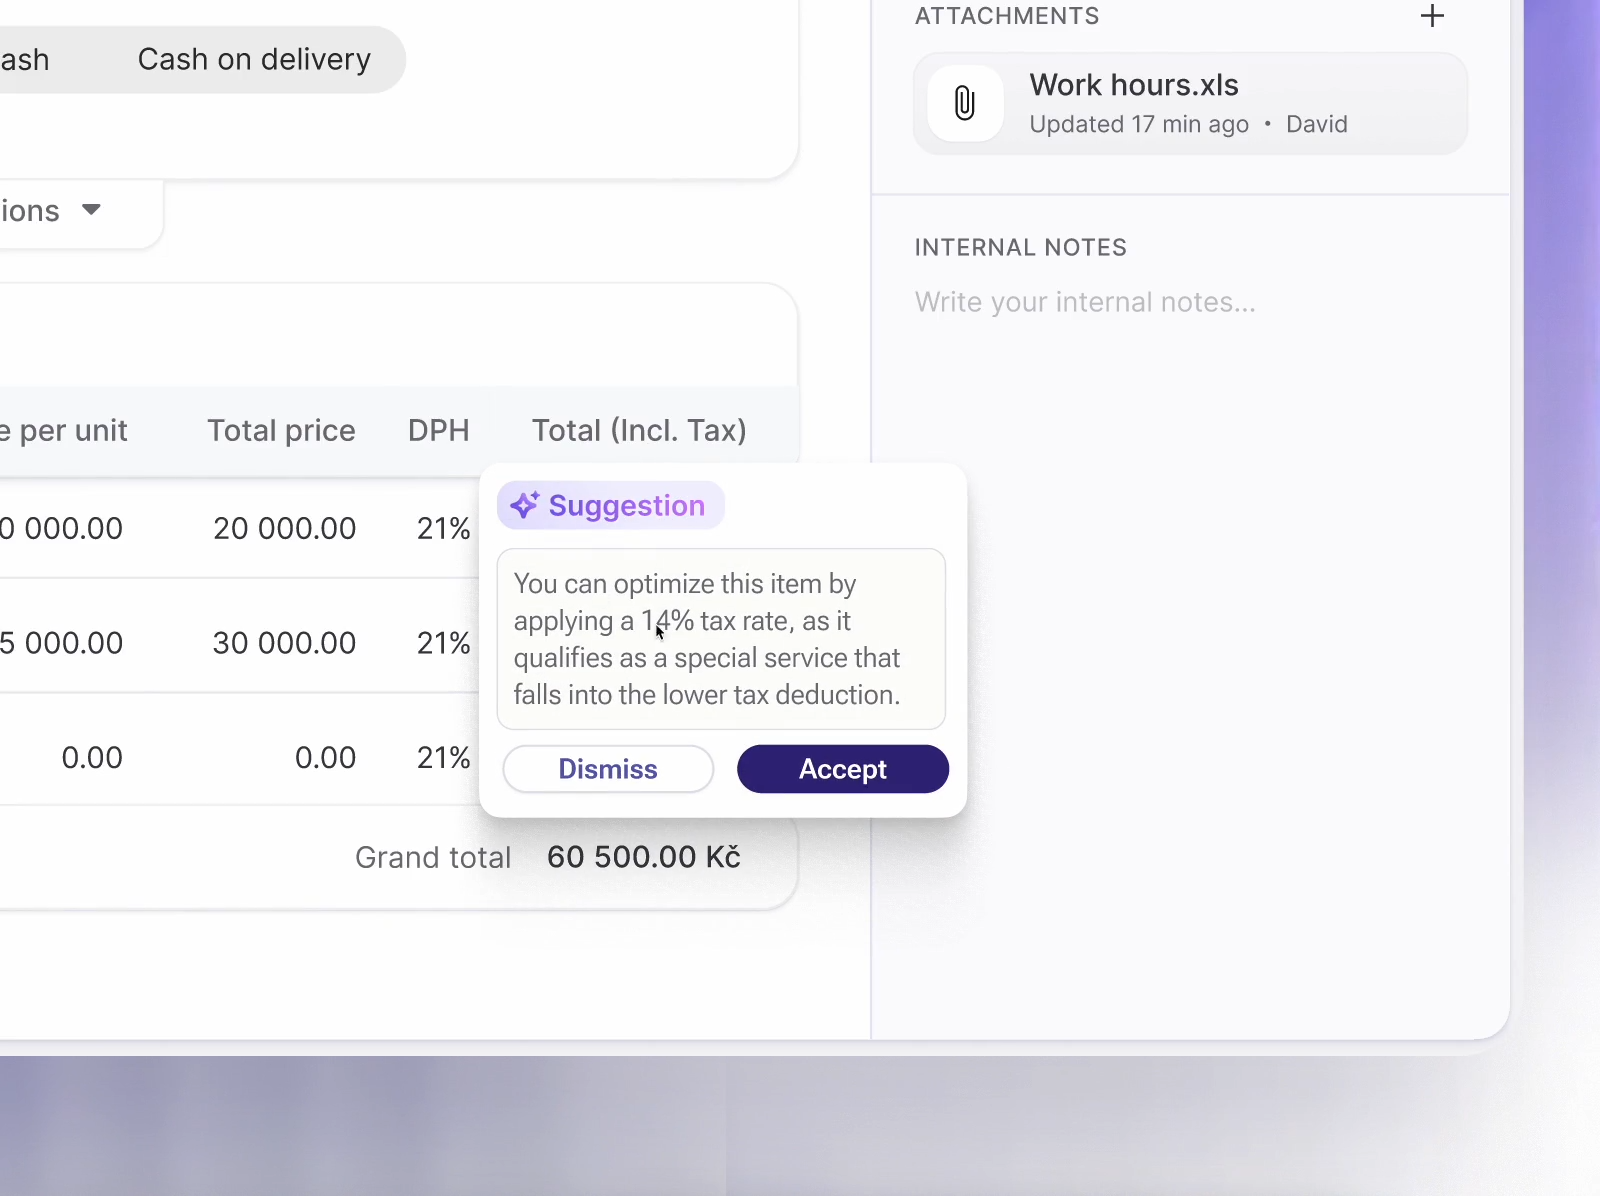 ash
Cash on delivery
ions
e per unit
Total price
DPH
Total (Incl. Tax)
0 000.00
20 000.00
21%
5 000.00
30 000.00
21%
0.00
0.00
21%
Grand total
60 500.00 Kč
Suggestion
You can optimize this item by
applying a 14% tax rate, as it
qualifies as a special service that
falls into the lower tax deduction.
Dismiss
Accept
ATTACHMENTS
Work hours.xls
Updated 17 min ago • David
INTERNAL NOTES
Write your internal notes...